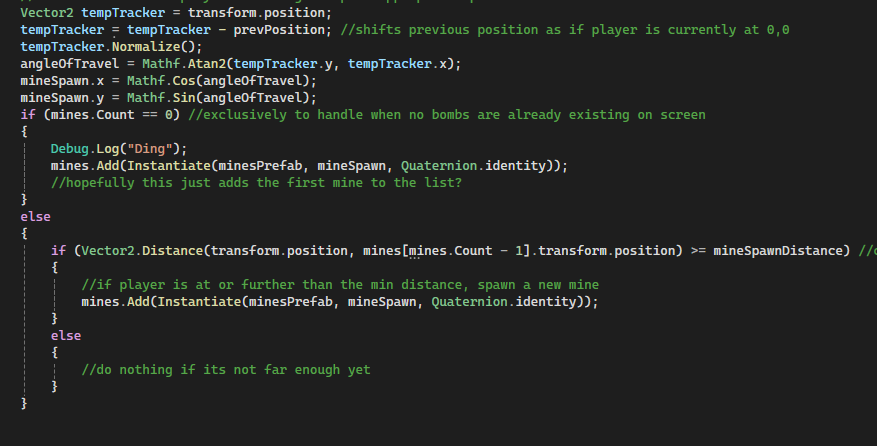 Vector2 tempTracker = transform.position;
tempTracker = tempTracker - prevPosition; //shifts previous position as if player is currently at 0,0
tempTracker.Normalize();
angleOfTravel = Mathf.Atan2(tempTracker.y, tempTracker.x);
mineSpawn.x = Mathf.Cos(angleOfTravel);
mineSpawn.y = Mathf.Sin(angleOfTravel);
if (mines.Count == 0) //exclusively to handle when no bombs are already existing on screen
{
Debug.Log("Ding");
mines.Add(Instantiate(minesPrefab, mineSpawn, Quaternion.identity));
//hopefully this just adds the first mine to the list?
}
else
{
if (Vector2.Distance(transform.position, mines[mines.Count - 1].transform.position) >= mineSpawnDistance) //
{
//if player is at or further than the min distance, spawn a new mine
mines.Add(Instantiate(minesPrefab, mineSpawn, Quaternion.identity));
}
else
{
//do nothing if its not far enough yet
}
}